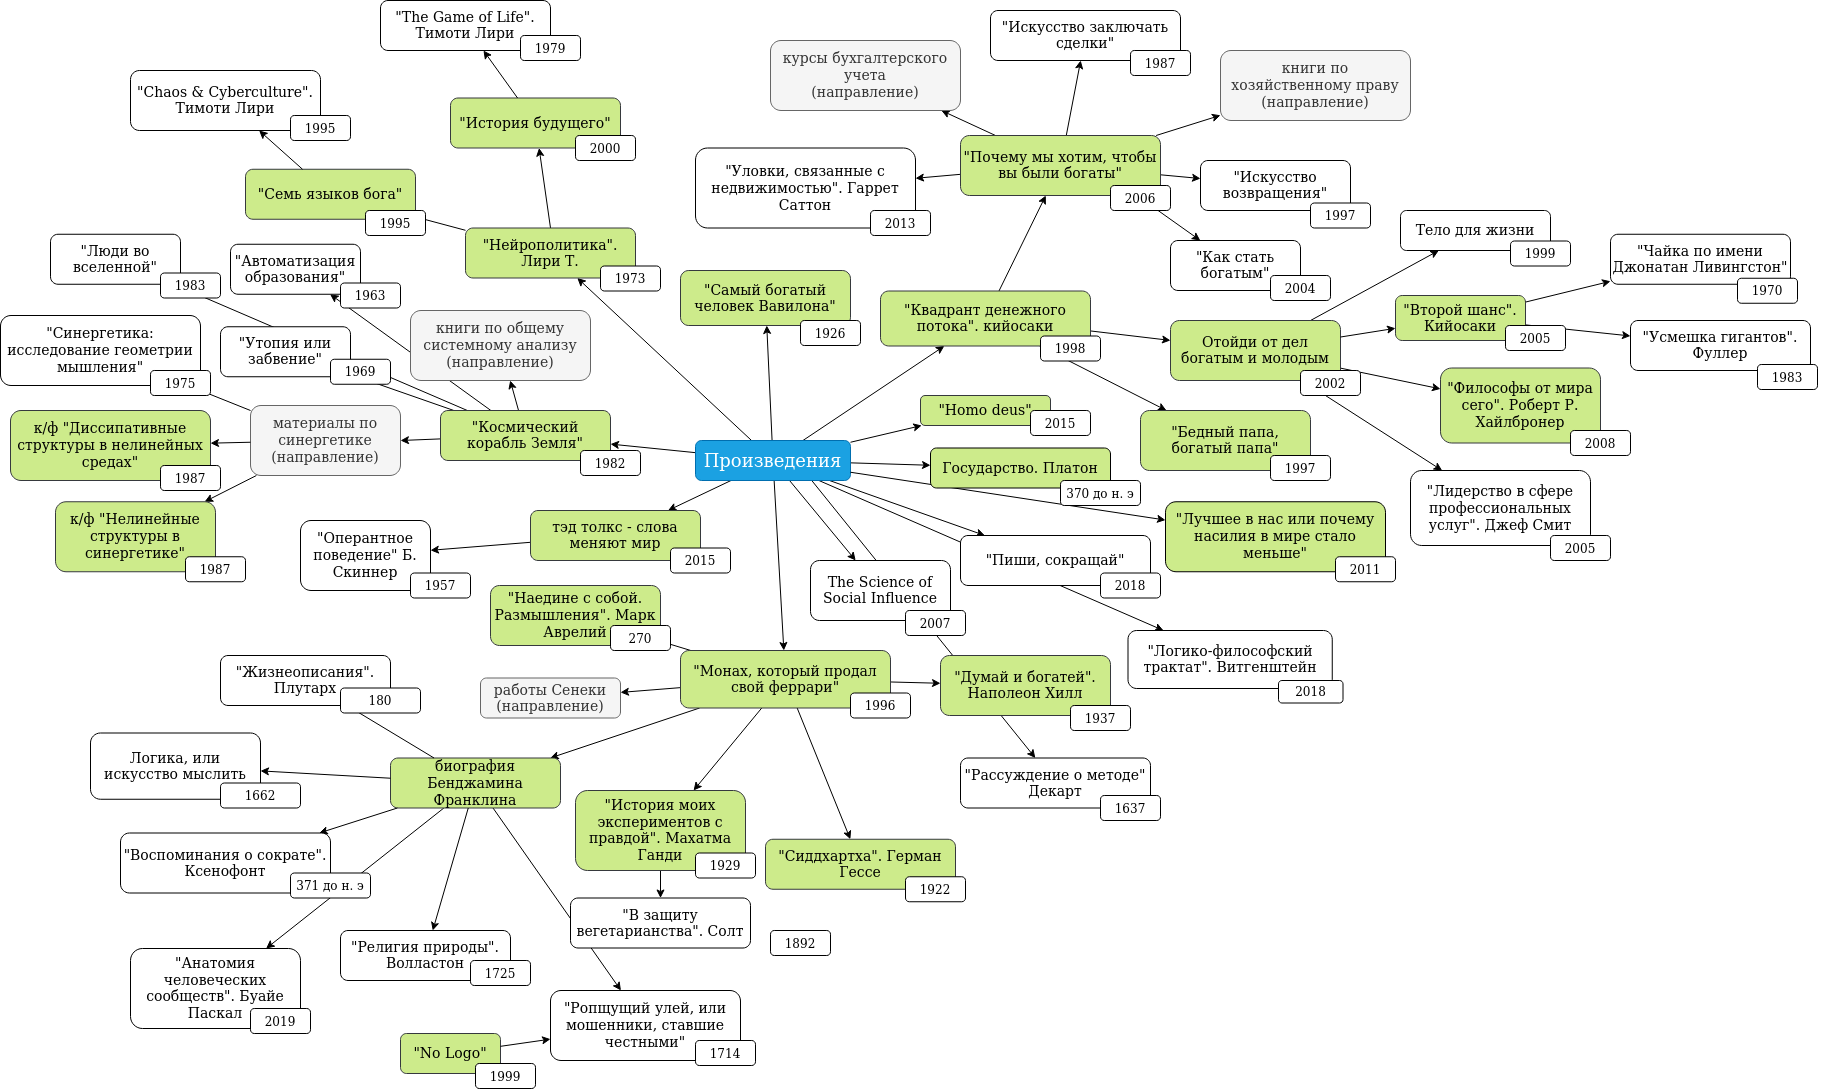 "The Game of Life".
Тимоти Лири
1979
"Искусство заключать
сделки"
1987
курсы бухгалтерского
учета
(направление)
книги по
хозяйственному праву
(направление)
"Chaos & Cyberculture".
Тимоти Лири
1995
"История будущего"
2000
"Почему мы хотим, чтобы
вы были богаты"
2006
"Уловки, связанные с
недвижимостью". Гаррет
Саттон
2013
"Искусство
возвращения"
1997
"Семь языков бога"
1995
"Нейрополитика".
Лири Т.
1973
"Как стать
богатым"
2004
Тело для жизни
1999
"Чайка по имени
Джонатан Ливингстон"
1970
"Люди во
вселенной"
1983
"Автоматизация
образования"
1963
"Самый богатый
человек Вавилона"
1926
"Квадрант денежного
потока". кийосаки
1998
"Второй шанс".
Кийосаки
2005
"Усмешка гигантов".
Фуллер
1983
"Синергетика:
исследование геометрии
мышления"
1975
"Утопия или
забвение"
1969
книги по общему
системному анализу
(направление)
Отойди от дел
богатым и молодым
2002
"Философы от мира
сего". Роберт Р.
Хайлбронер
2008
к/ф "Диссипативные
структуры в нелинейных
средах"
1987
материалы по
синергетике
(направление)
"Космический
корабль Земля"
1982
Произведения
"Homo deus"
2015
"Бедный папа,
богатый папа"
1997
Государство. Платон
370 до н. э
"Лидерство в сфере
профессиональных
услуг". Джеф Смит
2005
к/ф "Нелинейные
структуры в
синергетике"
1987
"Оперантное
поведение" Б.
Скиннер
1957
тэд толкс - слова
меняют мир
2015
"Лучшее в нас или почему
насилия в мире стало
меньше"
2011
"Пиши, сокращай"
2018
The Science of
Social Influence
2007
"Наедине с собой.
Размышления". Марк
Аврелий
270
"Логико-философский
трактат". Витгенштейн
2018
"Жизнеописания".
Плутарх
180
работы Сенеки
(направление)
"Монах, который продал
свой феррари"
1996
"Думай и богатей".
Наполеон Хилл
1937
Логика, или
искусство мыслить
1662
биография
Бенджамина
Франклина
"Рассуждение о методе"
Декарт
1637
"История моих
экспериментов с
правдой". Махатма
Ганди
1929
"Сиддхартха". Герман
Гессе
1922
"Воспоминания о сократе".
Ксенофонт
371 до н. э
"В защиту
вегетарианства". Солт
1892
"Анатомия
человеческих
сообществ". Буайе
Паскал
2019
"Религия природы".
Волластон
1725
"Ропщущий улей, или
мошенники, ставшие
честными"
1714
"No Logo"
1999